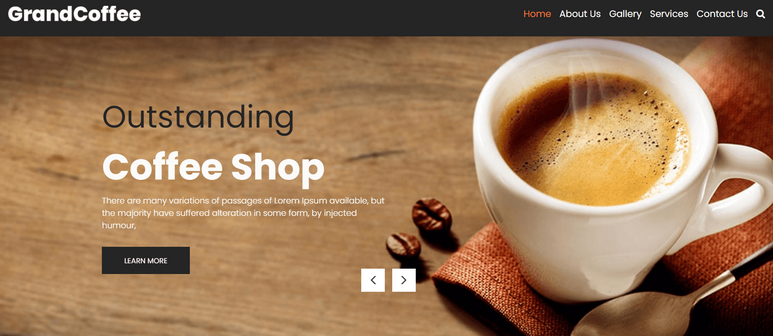 GrandCoffee
Home About Us Gallery Services Contact Us
Outstanding
Coffee Shop
There are many variations of passages of Lorem Ipsum available, but
the majority have suffered alteration in some form, by injected
humour,
LEARN MORE